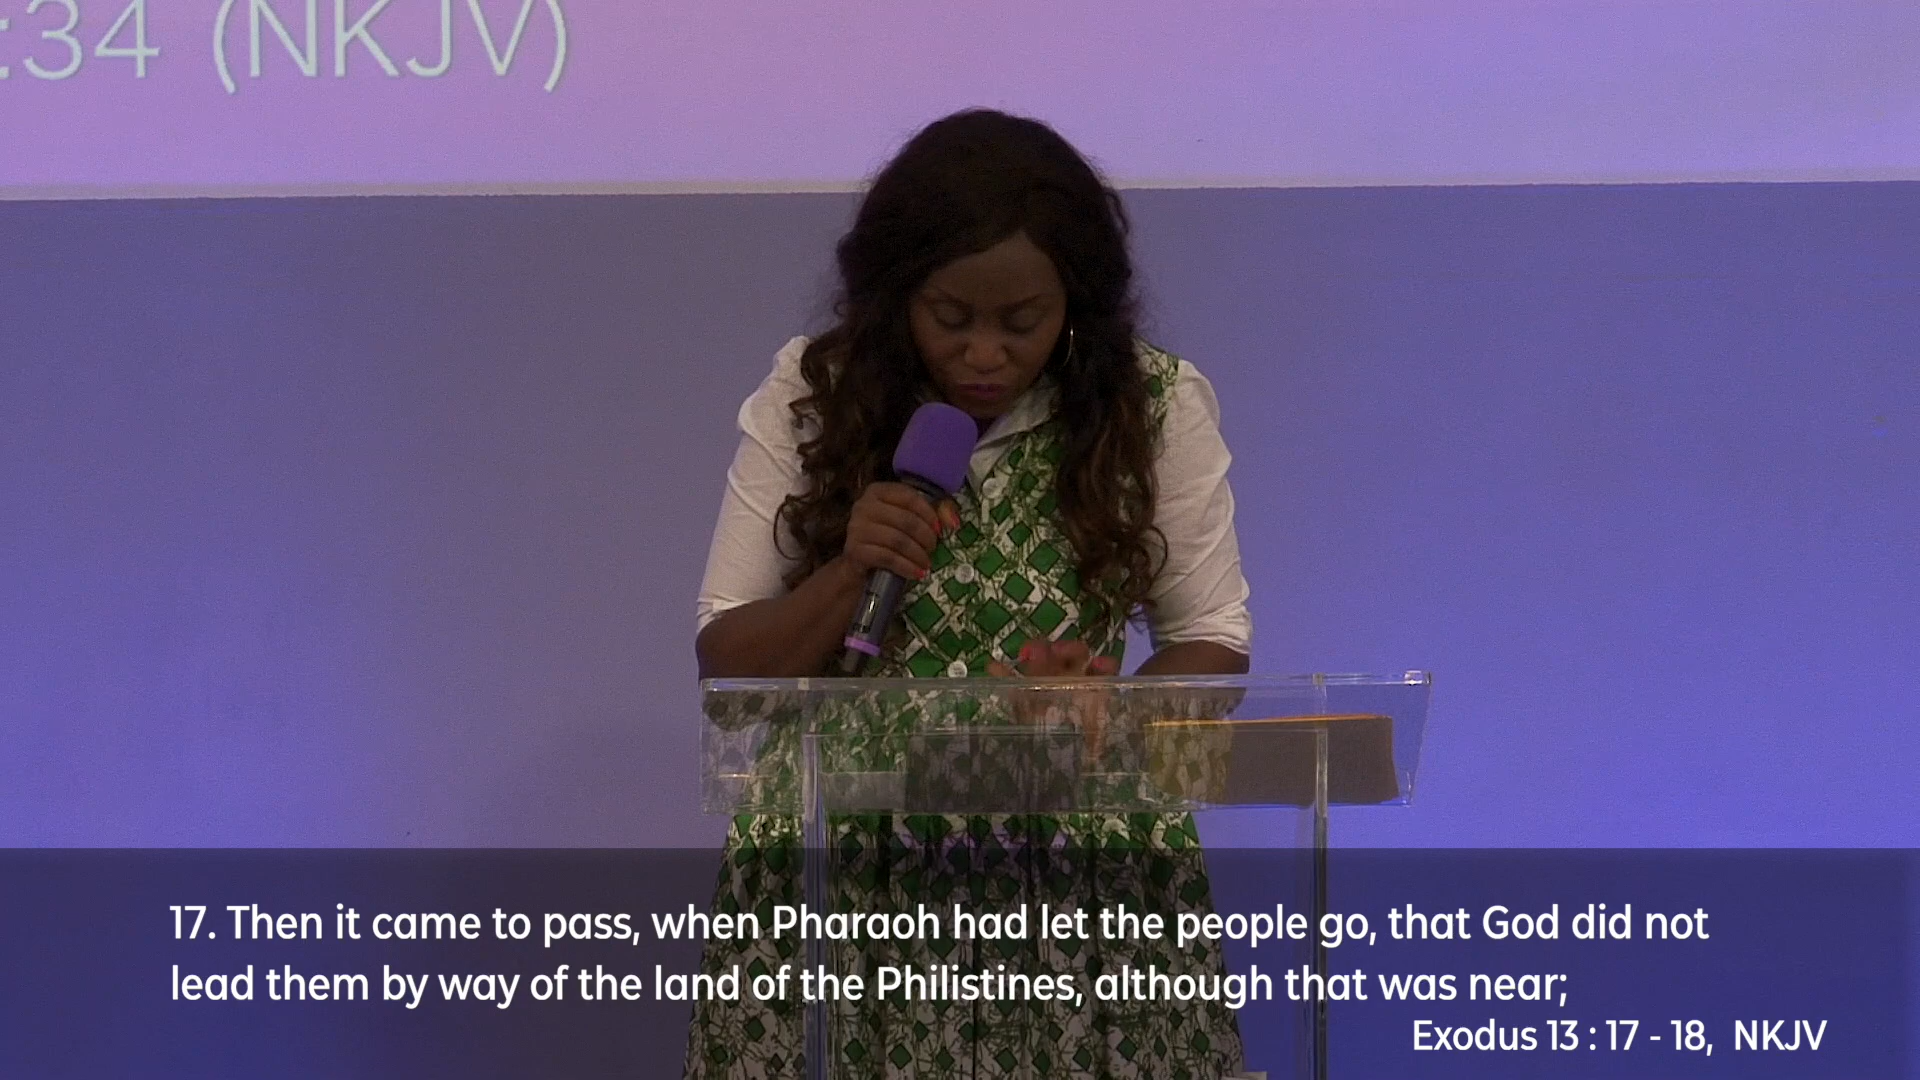 :34 (NKJV)
17. Then it came to pass, when Pharaoh had let the people go, that God did not
lead them by way of the land of the Philistines, although that was near;
Exodus 13 : 17 - 18, NKJV